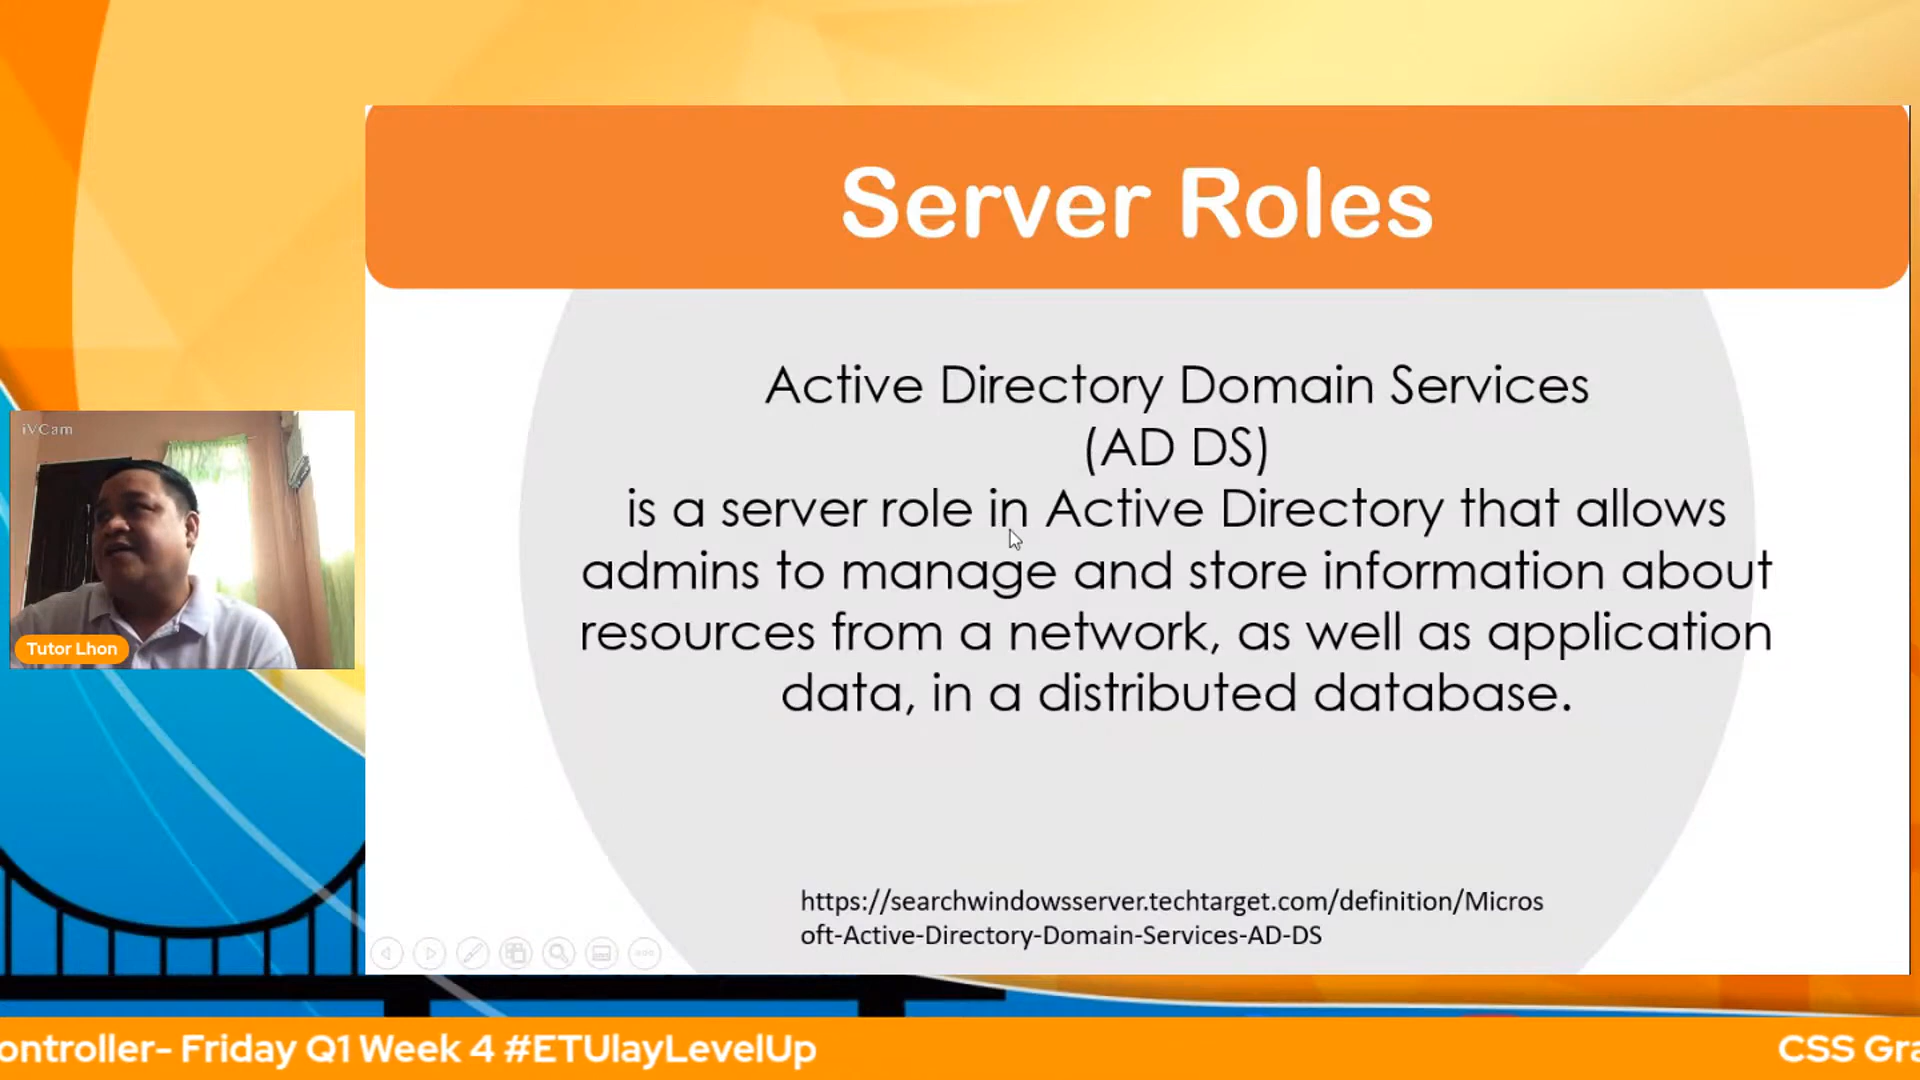 Server Roles
Active Directory Domain Services
(AD DS)
is a server role in Active Directory that allows
admins to manage and store information about
resources from a network, as well as application
data, in a distributed database.
https://searchwindowsserver.techtarget.com/definition/Micros
oft-Active-Directory-Domain-Services-AD-DS
iVCam
Tutor Lhon
ontroller- Friday Q1 Week 4 #ETUlayLevelUp
CSS Gra